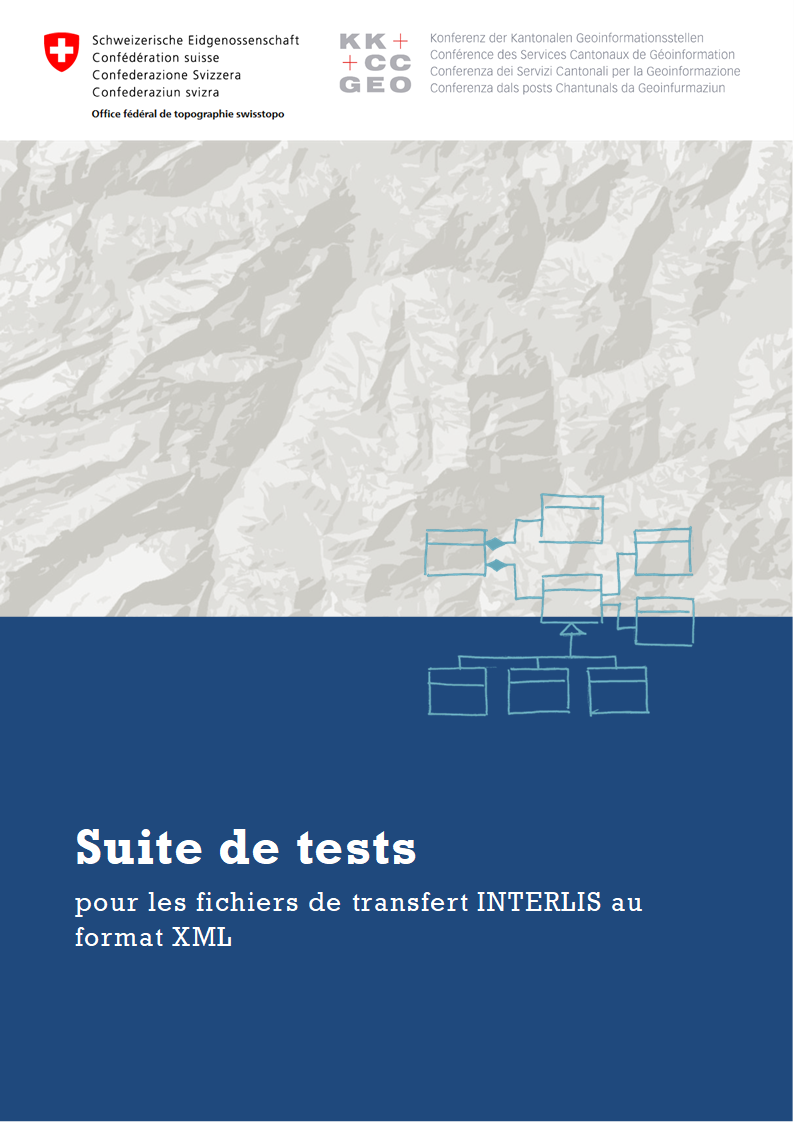 Schweizerische Eidgenossenschaft
Confédération suisse
Confederazione Svizzera
Confederaziun svizra
Office fédéral de topographie swisstopo
KK+
+CC
GEO
Konferenz der Kantonalen Geoinformationsstellen
Conférence des Services Cantonaux de Géoinformation
Conferenza dei Servizi Cantonali per la Geoinformazione
Conferenza dals posts Chantunals da Geoinfurmaziun
Suite de tests
pour les fichiers de transfert INTERLIS au
format XML